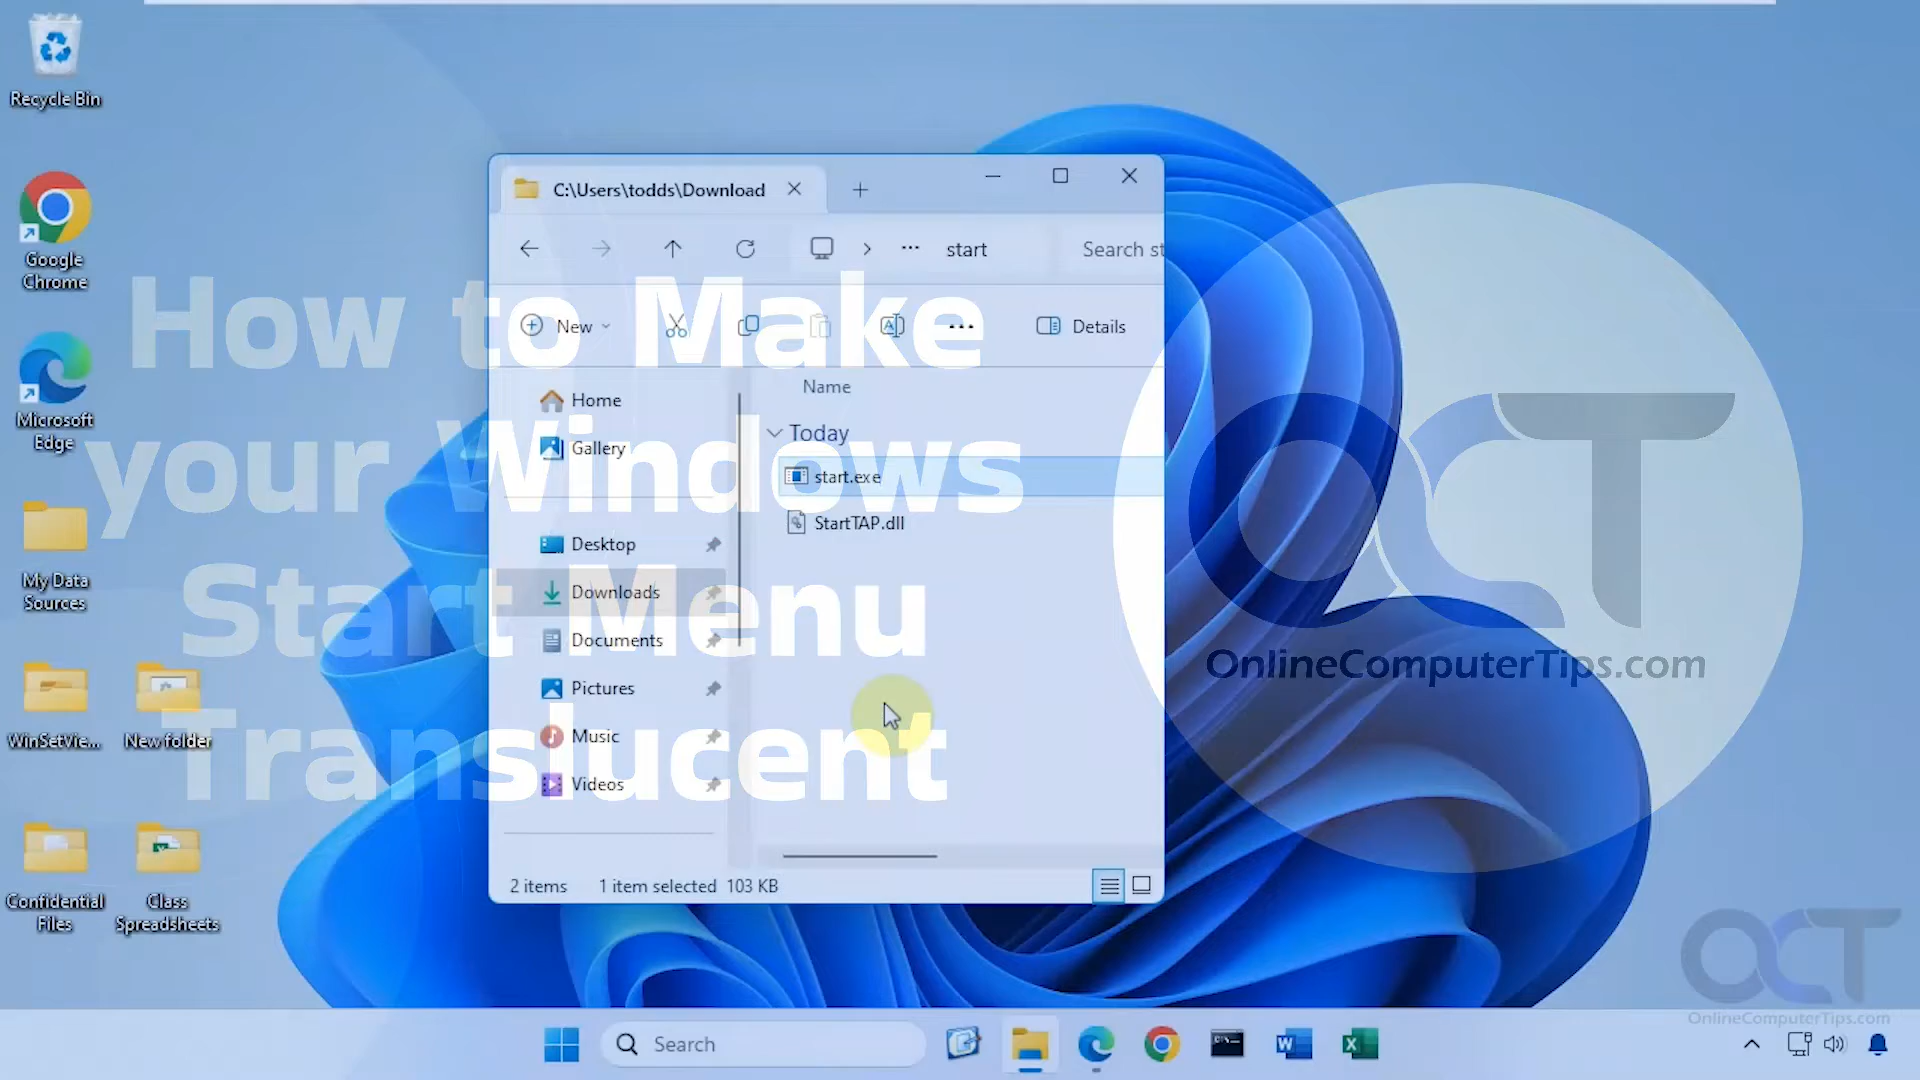 Recycle Bin
Google
Chrome
Microsoft
Edge
My Data
Sources
WinSetVie...
New folder
Confidential
Files
Class
Spreadsheets
C:\Users\todds\Download
start
Search st
New
Details
Home
Gallery
Desktop
Downloads
Documents
Pictures
Music
Videos
Name
Today
start.exe
StartTAP.dll
2 items
1 item selected 103 KB
How to Make
your Windows
Start Menu
Translucent
OCT
OnlineComputerTips.com
OCT
OnlineComputerTips.com
Search